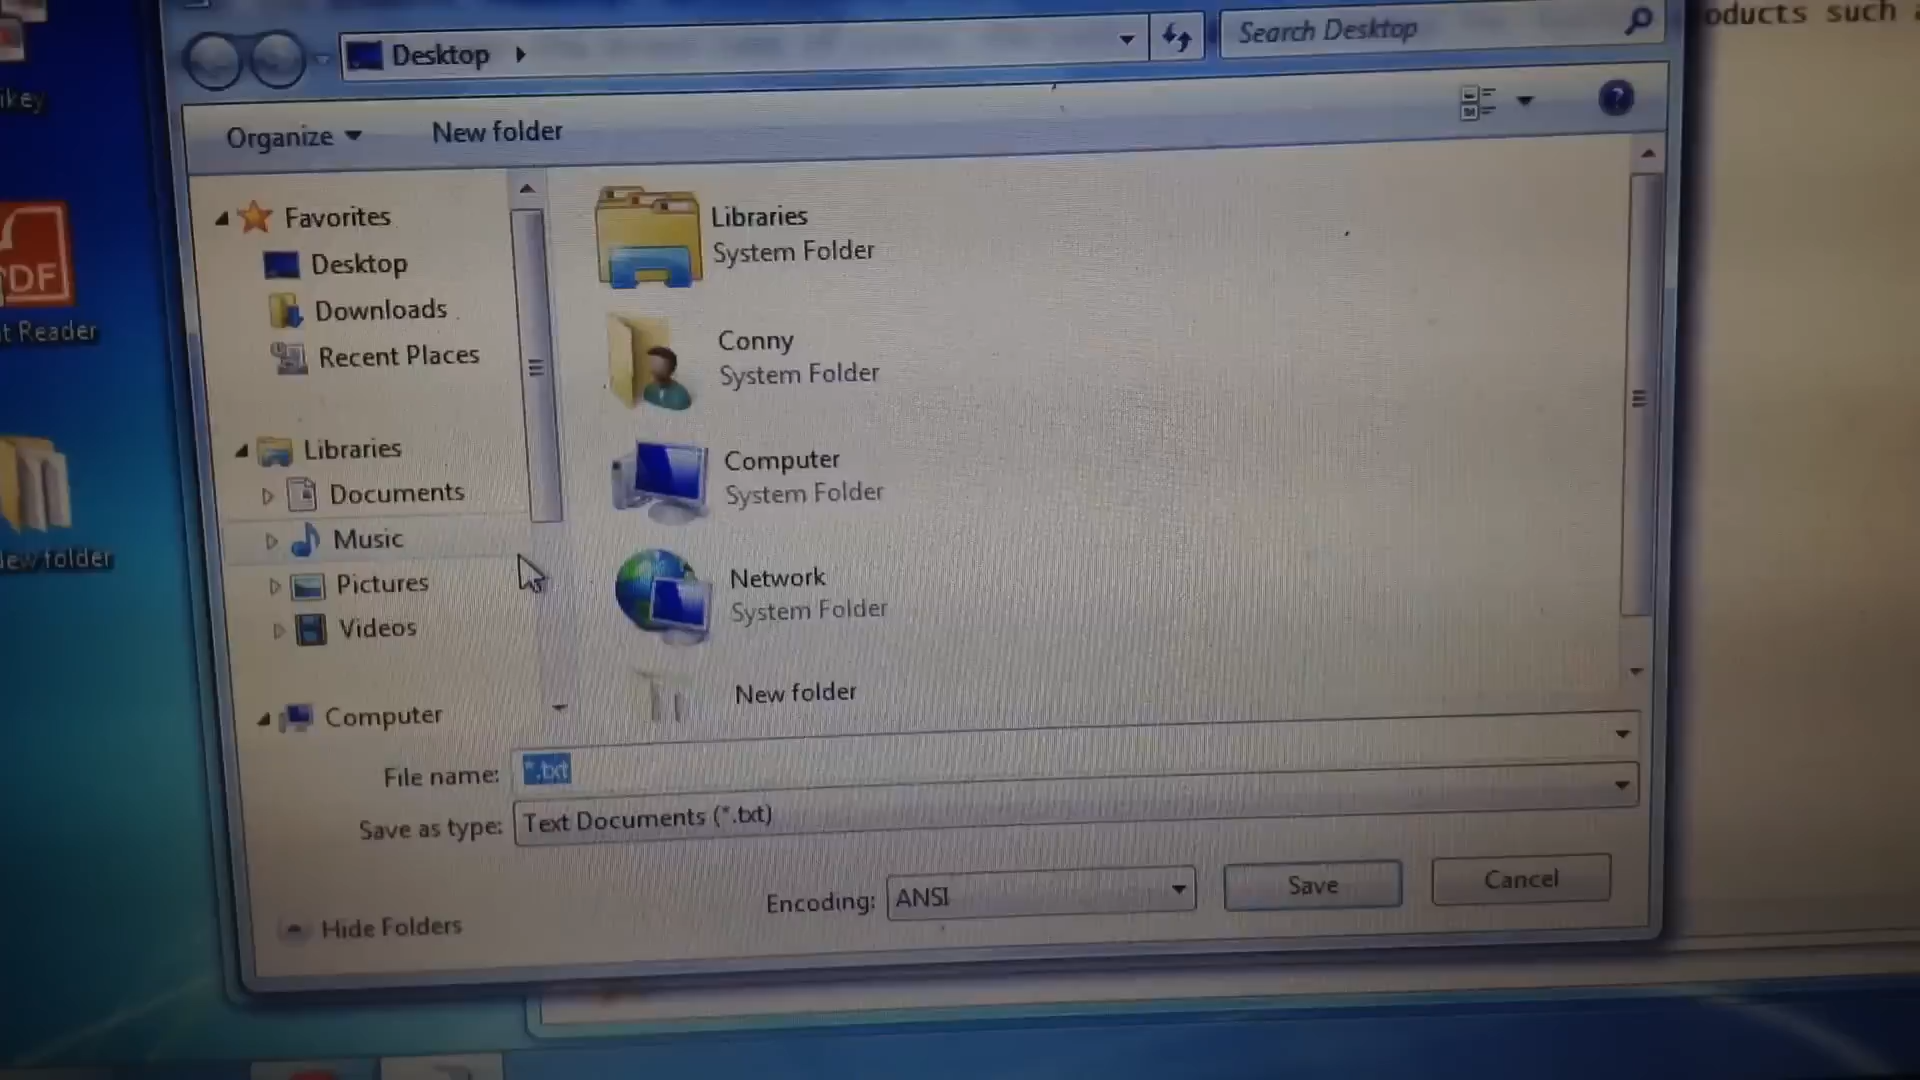 Desktop
Search Desktop
oducts such
ikey
Organize
New folder
Favorites
Desktop
Downloads
Recent Places
Libraries
Documents
Music
Pictures
Videos
Computer
Libraries
System Folder
Conny
System Folder
Computer
System Folder
Network
System Folder
New folder
PDF
t Reader
New folder
File name: *.txt
Save as type: Text Documents (*.txt)
Encoding: ANSI
Save
Cancel
Hide Folders